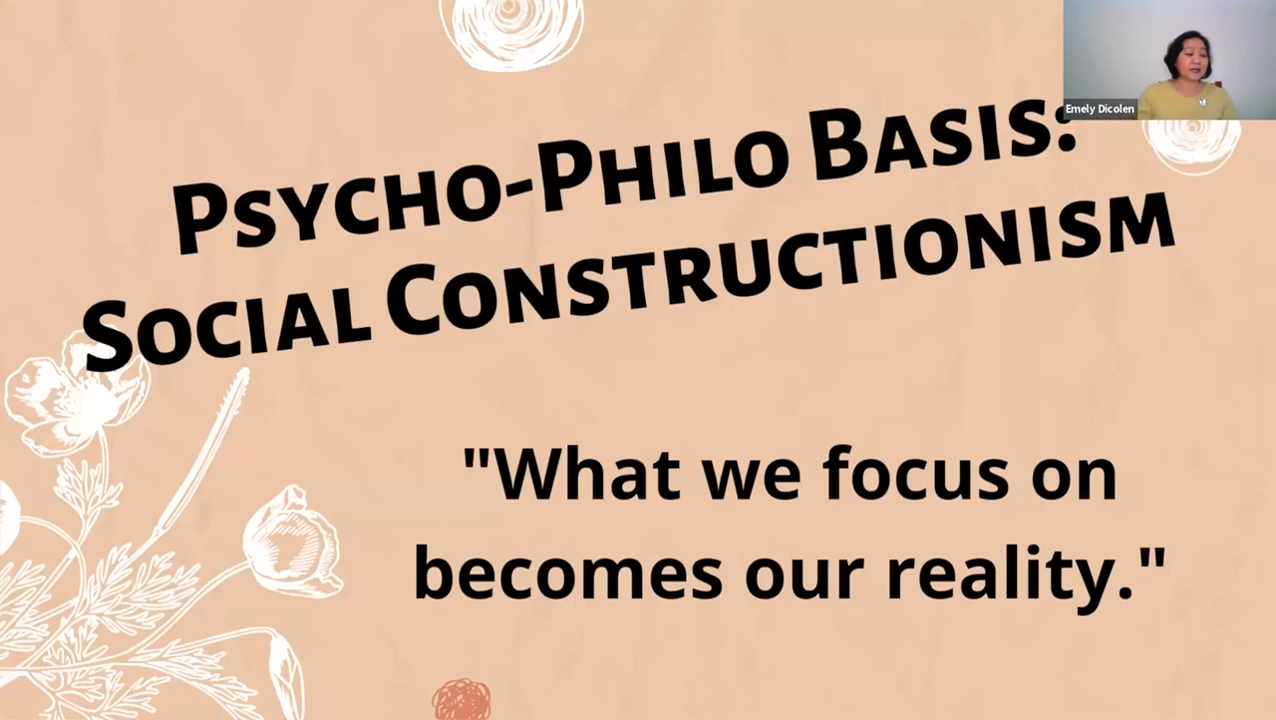 Emely Dicolen
PSYCHO-PHILO BASIS:
SOCIAL CONSTRUCTIONISM
"What we focus on
becomes our reality."